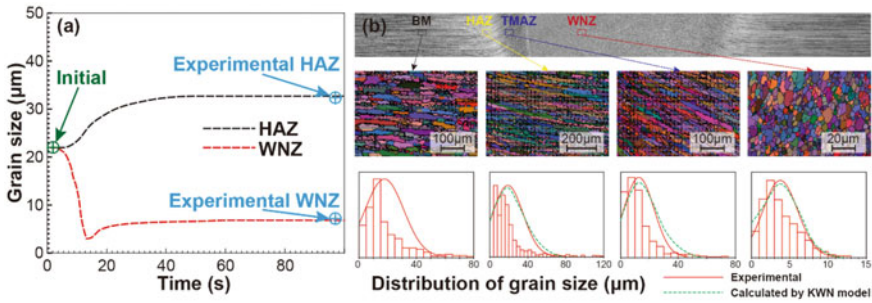 (a)
Grain size (μm)
50
40
30
20
10
0
Initial
Experimental HAZ
HAZ
WNZ
Experimental WNZ
0
20
40
60
80
Time (s)
(b)
BM
HAZ
TMAZ
WNZ
100μm
200μm
100μm
20μm
0
40
80
0
40
80
120
0
40
80
0
5
10
15
Distribution of grain size (μm)
Experimental
Calculated by KWN model